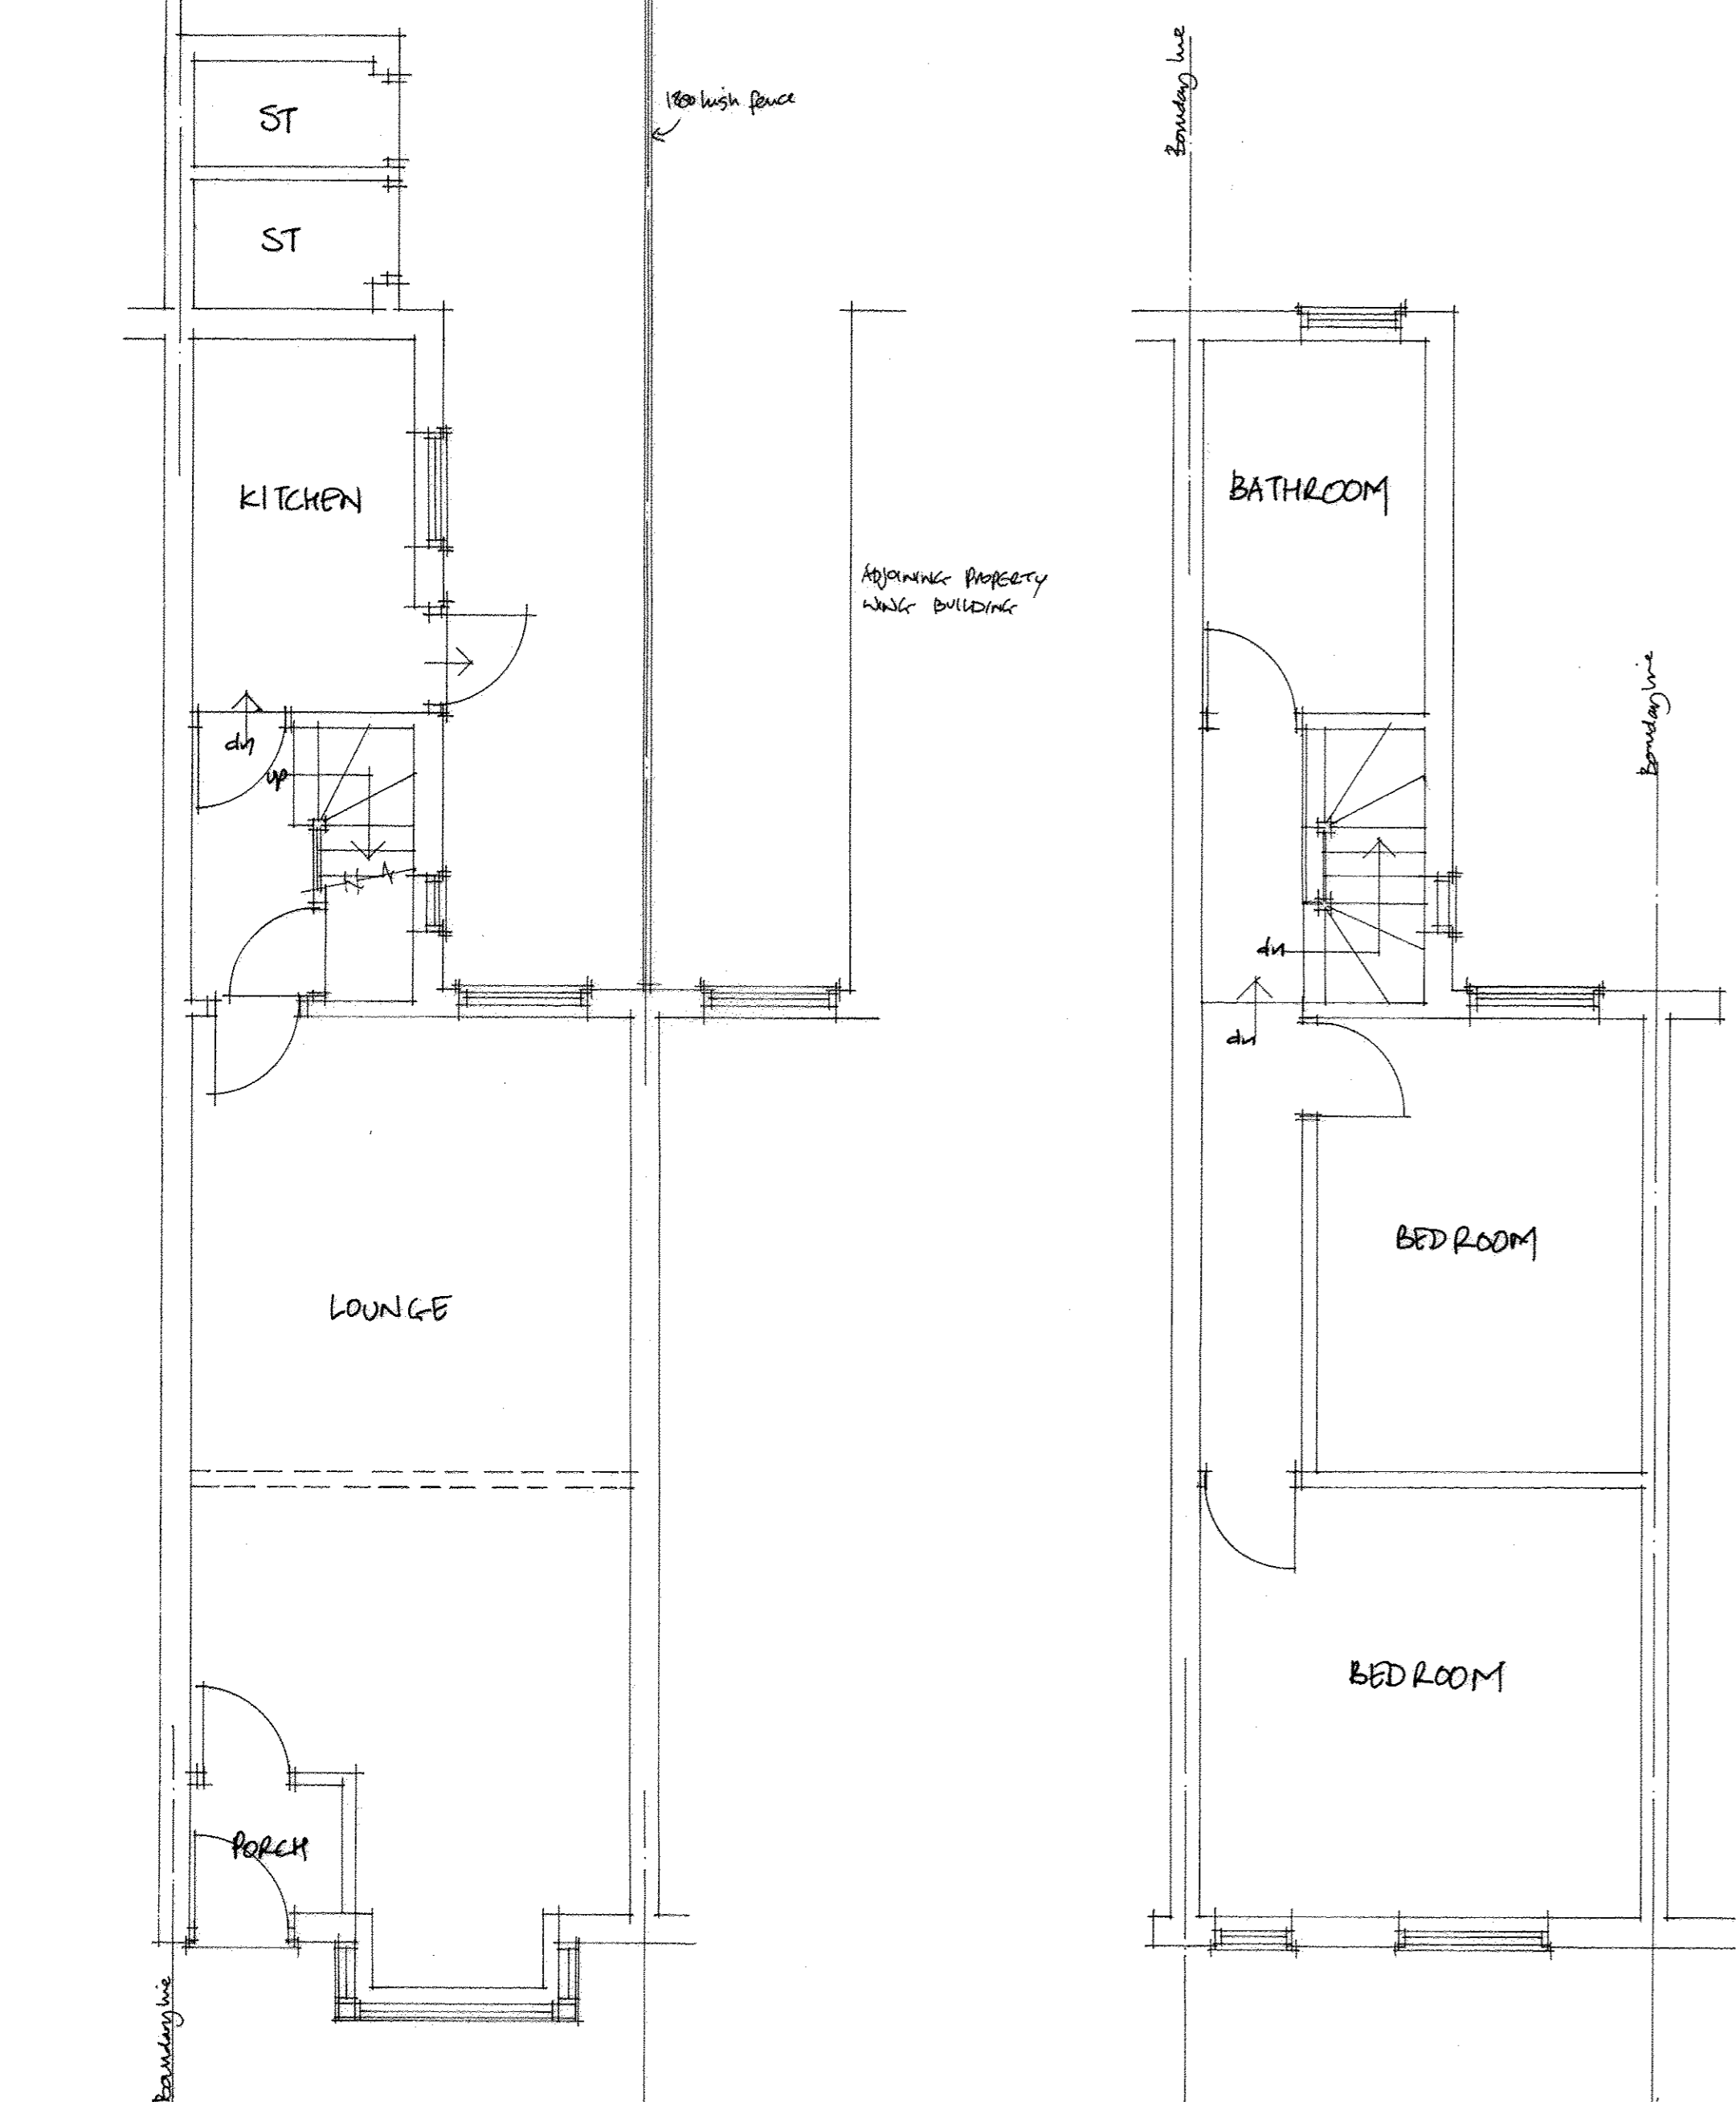 ST
1800 high fence
ST
KITCHEN
ADJOINING PROPERTY
WING BUILDING
dn
up
LOUNGE
PORCH
Boundary line
Boundary line
BATHROOM
Boundary line
dn
dn
BEDROOM
BEDROOM